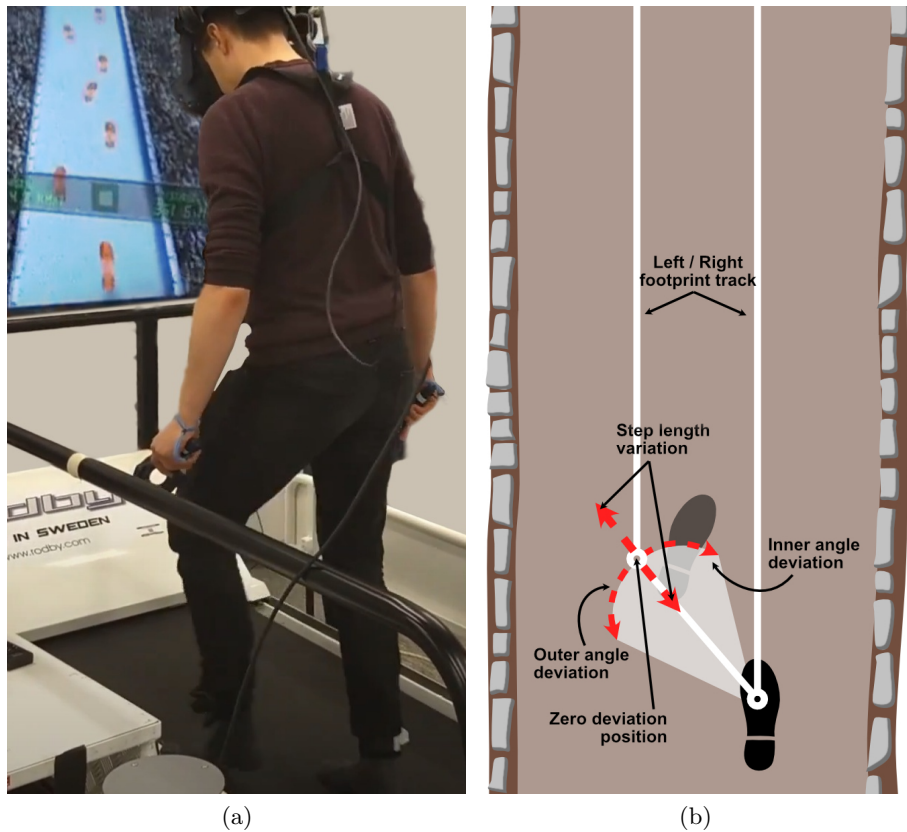 IN SWEDEN
www.rodby.com
Left / Right
footprint track
Step length
variation
Inner angle
deviation
Outer angle
deviation
Zero deviation
position
(a)
(b)